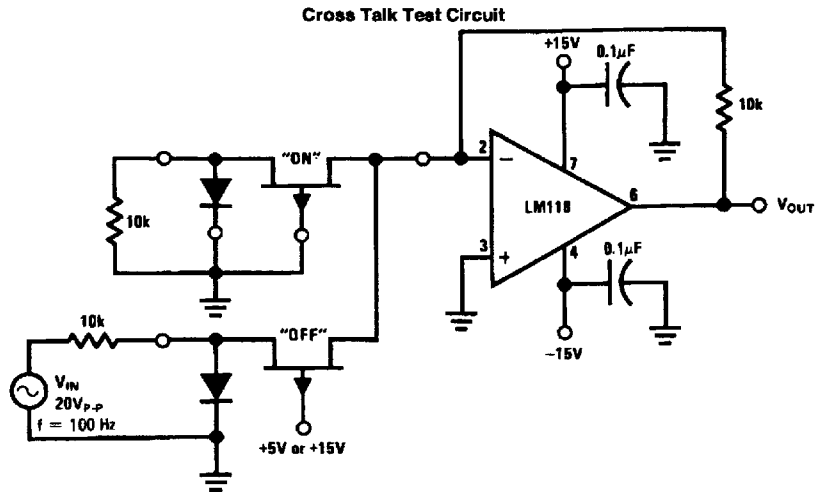 Cross Talk Test Circuit
+15V
0.1µF
10k
"ON"
2
−
7
10k
LM118
6
VOUT
3
+
4
0.1µF
10k
"OFF"
−15V
VIN
20VP-P
f = 100 Hz
+5V or +15V